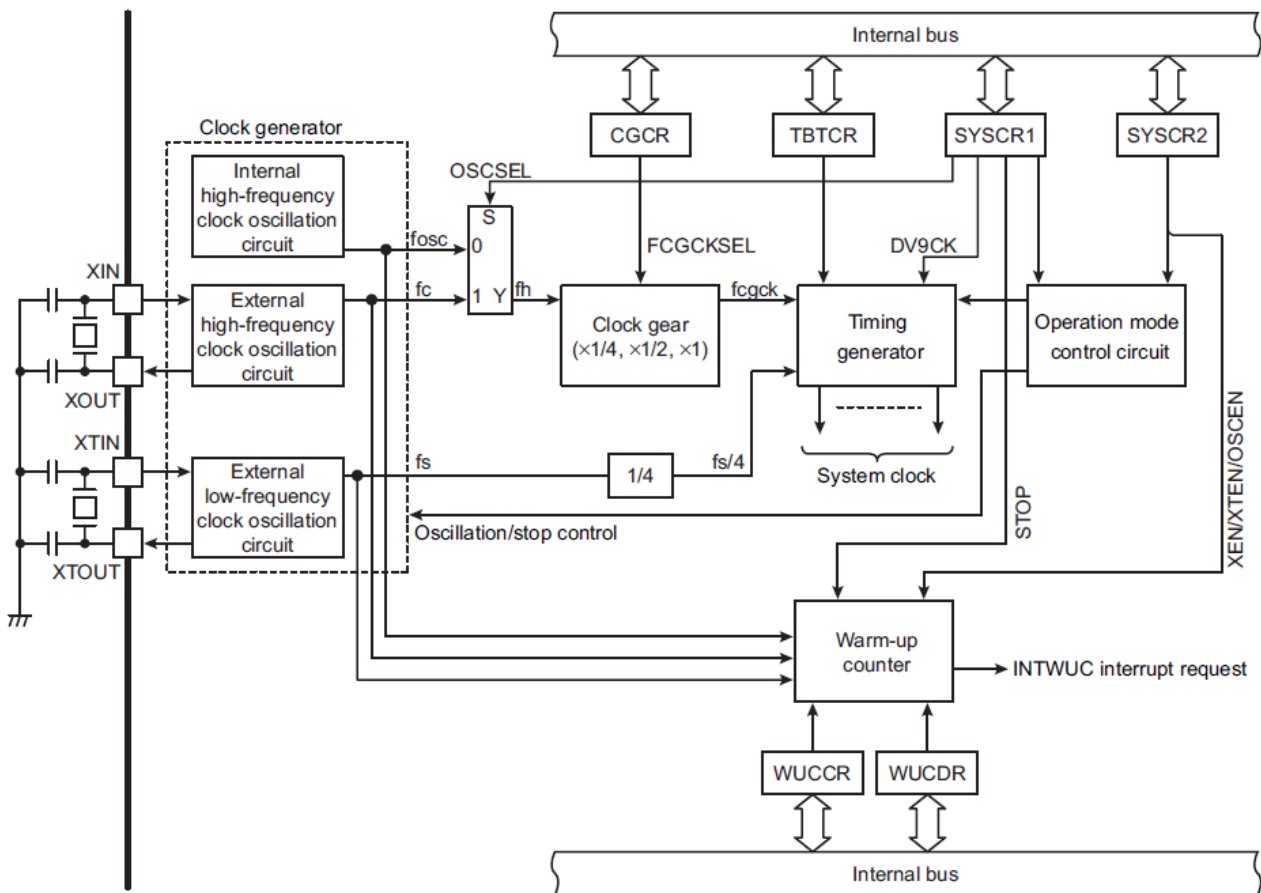 Internal bus
CGCR
TBTCR
SYSCR1
SYSCR2
Clock generator
Internal
high-frequency
clock oscillation
circuit
OSCSEL
S
0
1 Y
fosc
FCGCKSEL
DV9CK
XIN
External
high-frequency
clock oscillation
circuit
fc
fh
Clock gear
(×1/4, ×1/2, ×1)
fcgck
Timing
generator
Operation mode
control circuit
XOUT
XTIN
External
low-frequency
clock oscillation
circuit
fs
1/4
fs/4
System clock
Oscillation/stop control
STOP
XEN/XTEN/OSCEN
XTOUT
Warm-up
counter
INTWUC interrupt request
WUCCR
WUCDR
Internal bus